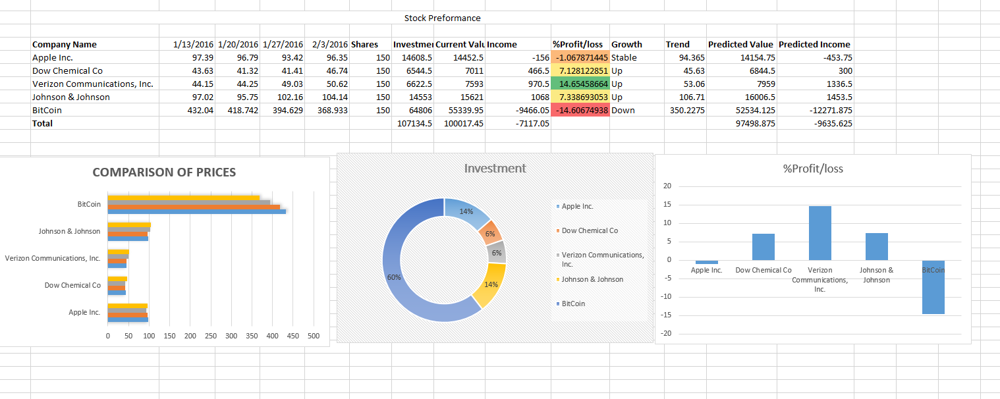 Stock Preformance
Company Name 1/13/2016 1/20/2016 1/27/2016 2/3/2016 Shares Investmer Current Valu Income %Profit/loss Growth Trend Predicted Value Predicted Income
Apple Inc. 97.39 96.79 93.42 96.35 150 14608.5 14452.5 -156 -1.067871445 Stable 94.365 14154.75 -453.75
Dow Chemical Co 43.63 41.32 41.41 46.74 150 6544.5 7011 466.5 7.128122851 Up 45.63 6844.5 300
Verizon Communications, Inc. 44.15 44.25 49.03 50.62 150 6622.5 7593 970.5 14.65458664 Up 53.06 7959 1336.5
Johnson & Johnson 97.02 95.75 102.16 104.14 150 14553 15621 1068 7.338693053 Up 106.71 16006.5 1453.5
BitCoin 432.04 418.742 394.629 368.933 150 64806 55339.95 -9466.05 -14.60674938 Down 350.2275 52534.125 -12271.875
Total 107134.5 100017.45 -7117.05 97498.875 -9635.625
COMPARISON OF PRICES
BitCoin
Johnson & Johnson
Verizon Communications, Inc.
Dow Chemical Co
Apple Inc.
0 50 100 150 200 250 300 350 400 450 500
Investment
14%
6%
6%
14%
60%
Apple Inc.
Dow Chemical Co
Verizon Communications,
Inc.
Johnson & Johnson
BitCoin
%Profit/loss
20
15
10
5
0
-5
-10
-15
-20
Apple Inc. Dow Chemical Co Verizon Johnson & BitCoin
Communications, Johnson
Inc.